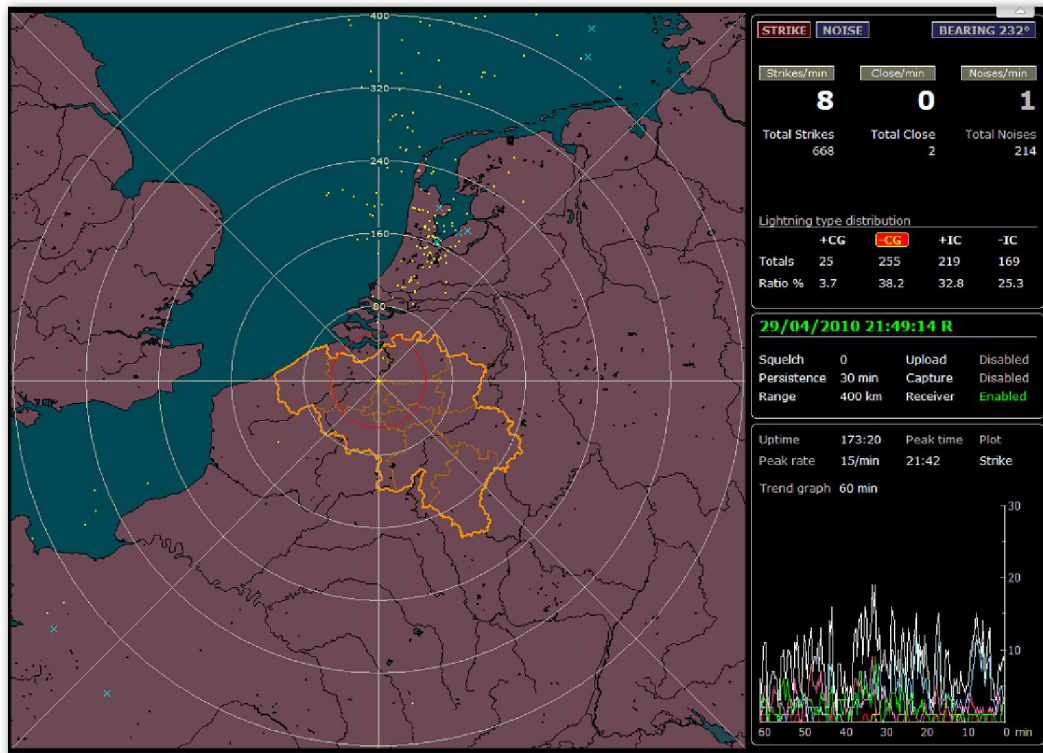 400
320
240
160
80
STRIKE NOISE BEARING 232°
Strikes/min Close/min Noises/min
8 0 1
Total Strikes Total Close Total Noises
668 2 214
Lightning type distribution
+CG -CG +IC -IC
Totals 25 255 219 169
Ratio % 3.7 38.2 32.8 25.3
29/04/2010 21:49:14 R
Squelch 0 Upload Disabled
Persistence 30 min Capture Disabled
Range 400 km Receiver Enabled
Uptime 173:20 Peak time Plot
Peak rate 15/min 21:42 Strike
Trend graph 60 min
30
20
10
60 50 40 30 20 10 0 min